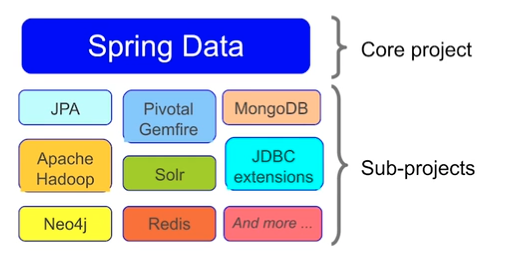 Spring Data
Core project
JPA
Pivotal
Gemfire
MongoDB
Apache
Hadoop
Solr
JDBC
extensions
Sub-projects
Neo4j
Redis
And more ...